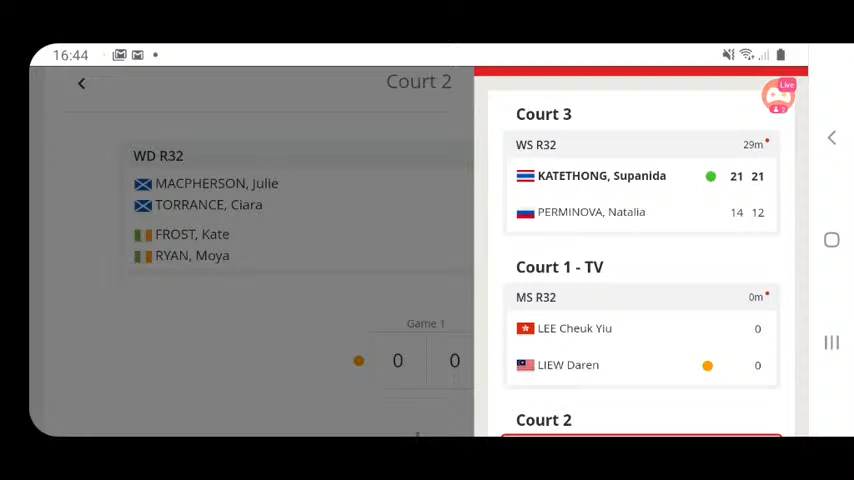 16:44
Court 2
WD R32
MACPHERSON, Julie
TORRANCE, Ciara
FROST, Kate
RYAN, Moya
Game 1
0 0
Live
Court 3
WS R32 29m
KATETHONG, Supanida 21 21
PERMINOVA, Natalia 14 12
Court 1 - TV
MS R32 0m
LEE Cheuk Yiu 0
LIEW Daren 0
Court 2